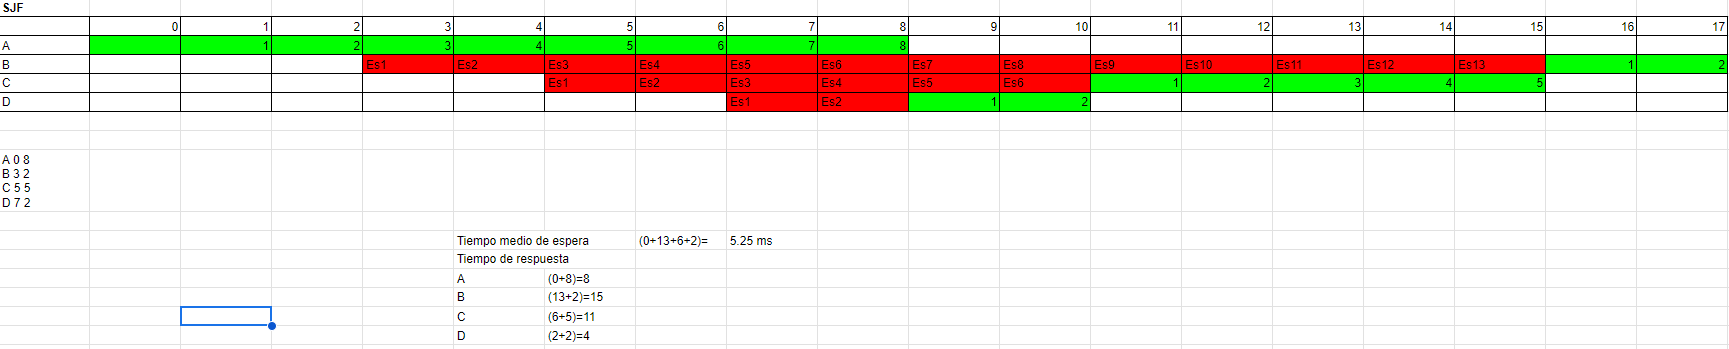 SJF
0 1 2 3 4 5 6 7 8 9 10 11 12 13 14 15 16 17
A 1 2 3 4 5 6 7 8
B Es1 Es2 Es3 Es4 Es5 Es6 Es7 Es8 Es9 Es10 Es11 Es12 Es13 1 2
C Es1 Es2 Es3 Es4 Es5 Es6 1 2 3 4 5
D Es1 Es2 1 2
A 0 8
B 3 2
C 5 5
D 7 2
Tiempo medio de espera (0+13+6+2)= 5.25 ms
Tiempo de respuesta
A (0+8)=8
B (13+2)=15
C (6+5)=11
D (2+2)=4